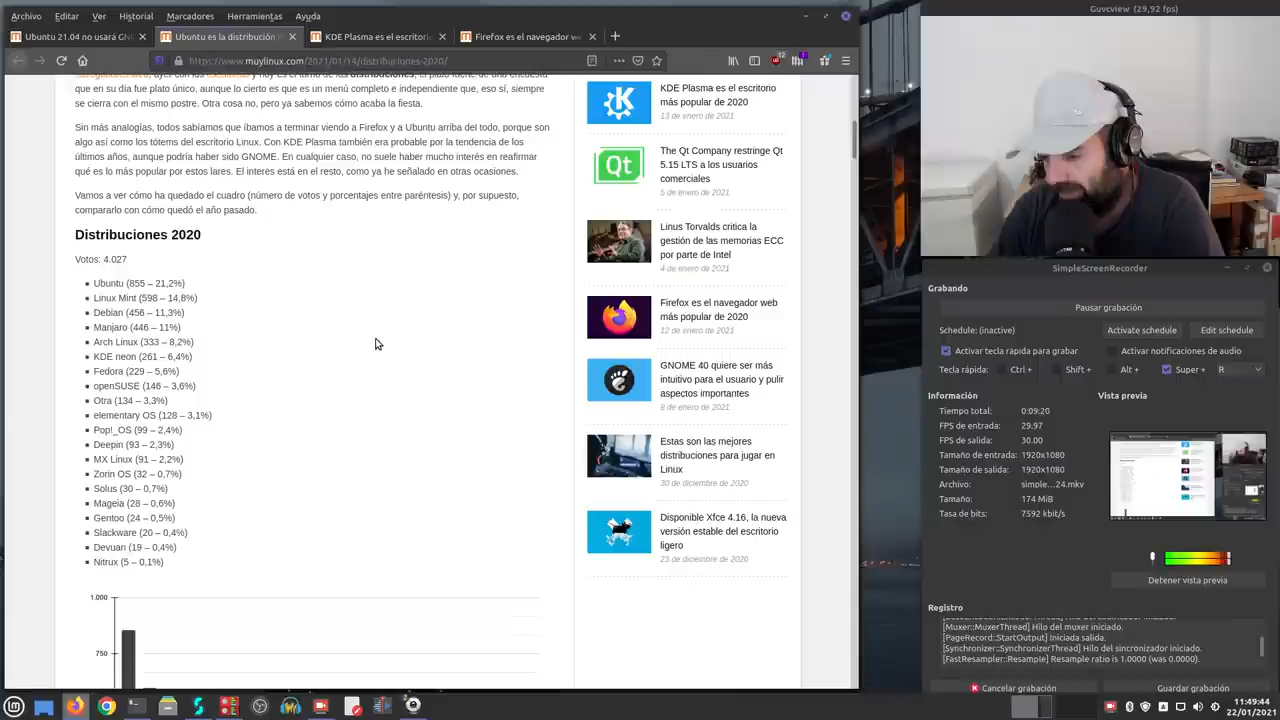 Archivo Editar Ver Historial Marcadores Herramientas Ayuda
Ubuntu 21.04 no usará GN
Ubuntu es la distribución
KDE Plasma es el escritori
Firefox es el navegador we
https://www.muylinux.com/2021/01/14/distribuciones-2020/
que en su día fue plato único, aunque lo cierto es que es un menú completo e independiente que, eso sí, siempre
se cierra con el mismo postre. Otra cosa no, pero ya sabemos cómo acaba la fiesta.
Sin más analogías, todos sabíamos que íbamos a terminar viendo a Firefox y a Ubuntu arriba del todo, porque son
algo así como los tótems del escritorio Linux. Con KDE Plasma también era probable por la tendencia de los
últimos años, aunque podría haber sido GNOME. En cualquier caso, no suele haber mucho interés en reafirmar
qué es lo más popular por estos lares. El interés está en el resto, como ya he señalado en otras ocasiones.
Vamos a ver cómo ha quedado el cuadro (número de votos y porcentajes entre paréntesis) y, por supuesto,
compararlo con cómo quedó el año pasado.
Distribuciones 2020
Votos: 4.027
Ubuntu (855 – 21,2%)
Linux Mint (598 – 14,8%)
Debian (456 – 11,3%)
Manjaro (446 – 11%)
Arch Linux (333 – 8,2%)
KDE neon (261 – 6,4%)
Fedora (229 – 5,6%)
openSUSE (146 – 3,6%)
Otra (134 – 3,3%)
elementary OS (128 – 3,1%)
Pop!_OS (99 – 2,4%)
Deepin (93 – 2,3%)
MX Linux (91 – 2,2%)
Zorin OS (32 – 0,7%)
Solus (30 – 0,7%)
Mageia (28 – 0,6%)
Gentoo (24 – 0,5%)
Slackware (20 – 0,4%)
Devuan (19 – 0,4%)
Nitrux (5 – 0,1%)
1.000
750
KDE Plasma es el escritorio
más popular de 2020
13 de enero de 2021
Qt
The Qt Company restringe Qt
5.15 LTS a los usuarios
comerciales
5 de enero de 2021
Linus Torvalds critica la
gestión de las memorias ECC
por parte de Intel
4 de enero de 2021
Firefox es el navegador web
más popular de 2020
12 de enero de 2021
GNOME 40 quiere ser más
intuitivo para el usuario y pulir
aspectos importantes
8 de enero de 2021
Estas son las mejores
distribuciones para jugar en
Linux
30 de diciembre de 2020
Disponible Xfce 4.16, la nueva
versión estable del escritorio
ligero
23 de diciembre de 2020
Guvcview (29,92 fps)
SimpleScreenRecorder
Grabando
Pausar grabación
Schedule: (inactive) Activate schedule Edit schedule
Activar tecla rápida para grabar Activar notificaciones de audio
Tecla rápida: Ctrl + Shift + Alt + Super + R
Información
Tiempo total: 0:09:20
FPS de entrada: 29.97
FPS de salida: 30.00
Tamaño de entrada: 1920x1080
Tamaño de salida: 1920x1080
Archivo: simple...24.mkv
Tamaño: 174 MiB
Tasa de bits: 7592 kbit/s
Vista previa
Detener vista previa
Registro
[Muxer::MuxerThread] Hilo del muxer iniciado.
[PageRecord::StartOutput] Iniciada salida.
[Synchronizer::SynchronizerThread] Hilo del sincronizador iniciado.
[FastResampler::Resample] Resample ratio is 1.0000 (was 0.0000).
Cancelar grabación Guardar grabación
11:49:44
22/01/2021